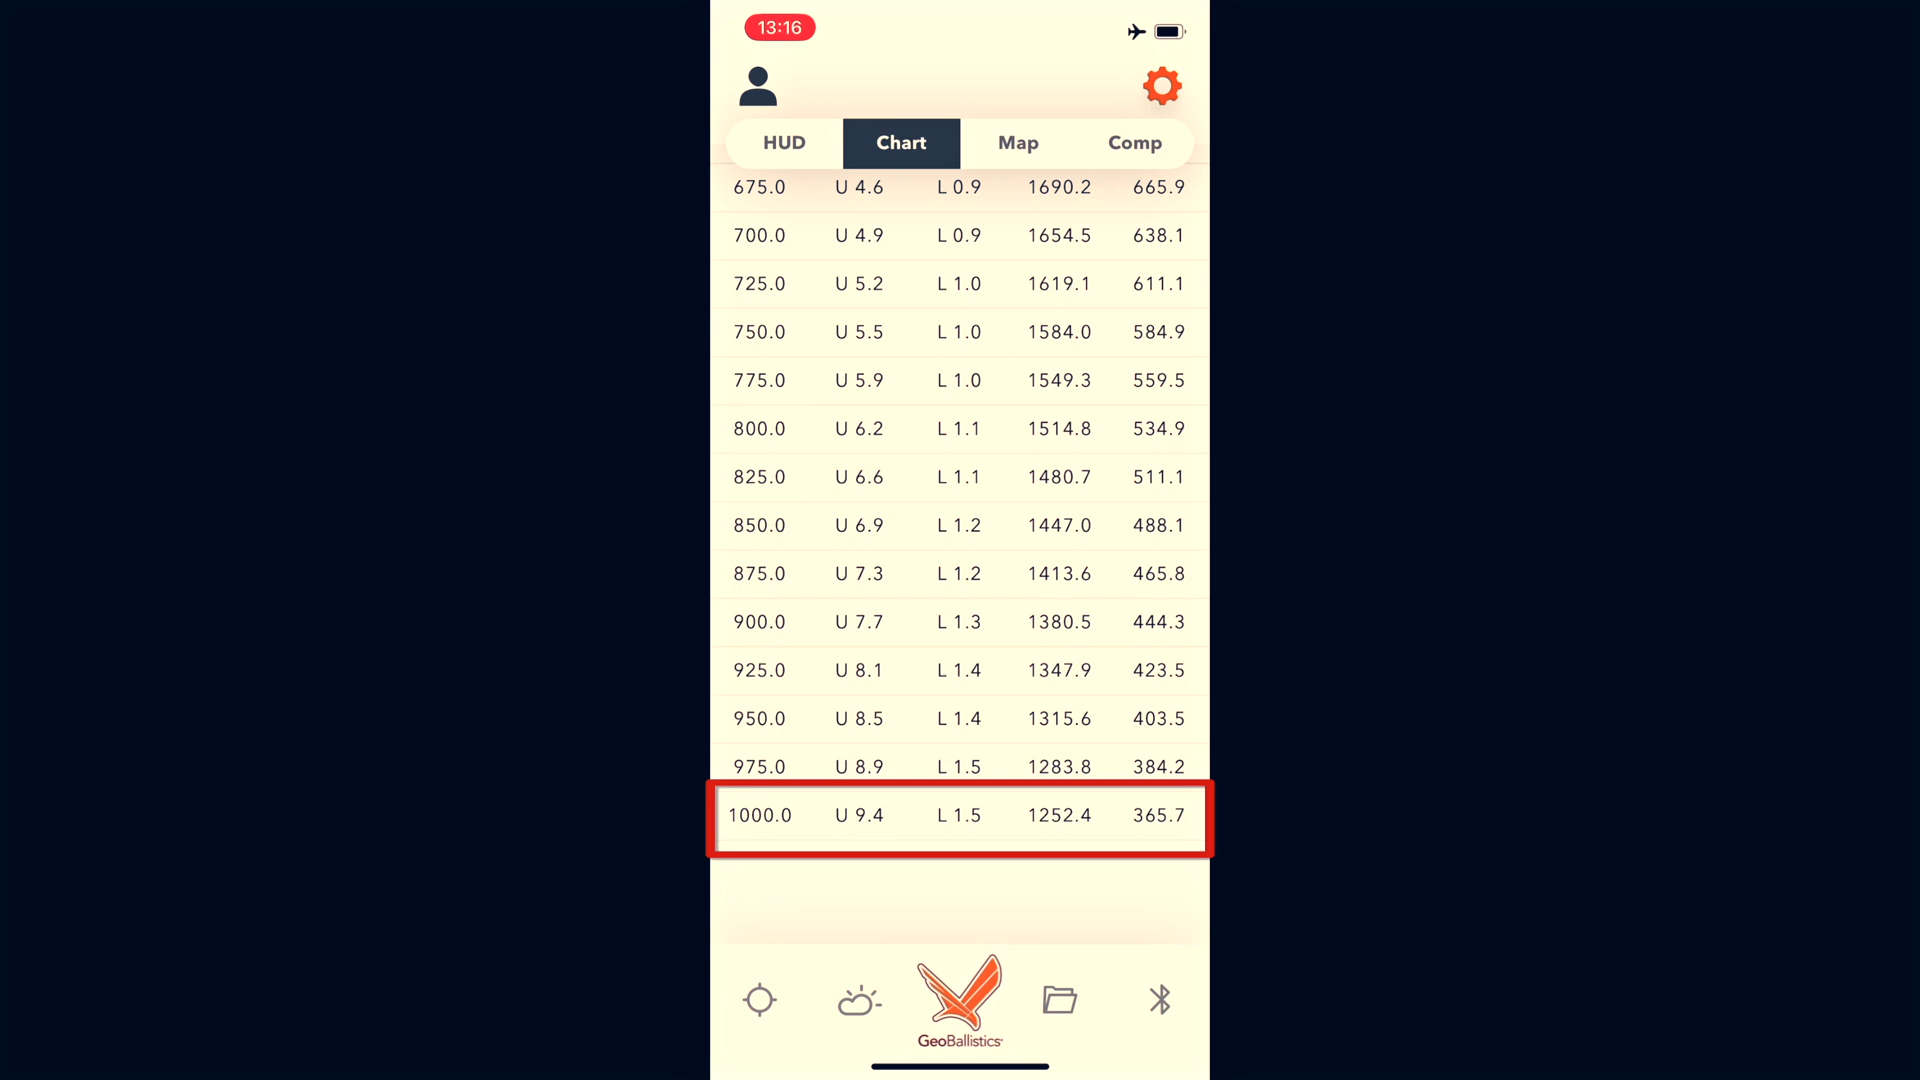 13:16
HUD Chart Map Comp
675.0 U 4.6 L 0.9 1690.2 665.9
700.0 U 4.9 L 0.9 1654.5 638.1
725.0 U 5.2 L 1.0 1619.1 611.1
750.0 U 5.5 L 1.0 1584.0 584.9
775.0 U 5.9 L 1.0 1549.3 559.5
800.0 U 6.2 L 1.1 1514.8 534.9
825.0 U 6.6 L 1.1 1480.7 511.1
850.0 U 6.9 L 1.2 1447.0 488.1
875.0 U 7.3 L 1.2 1413.6 465.8
900.0 U 7.7 L 1.3 1380.5 444.3
925.0 U 8.1 L 1.4 1347.9 423.5
950.0 U 8.5 L 1.4 1315.6 403.5
975.0 U 8.9 L 1.5 1283.8 384.2
1000.0 U 9.4 L 1.5 1252.4 365.7
GeoBallistics